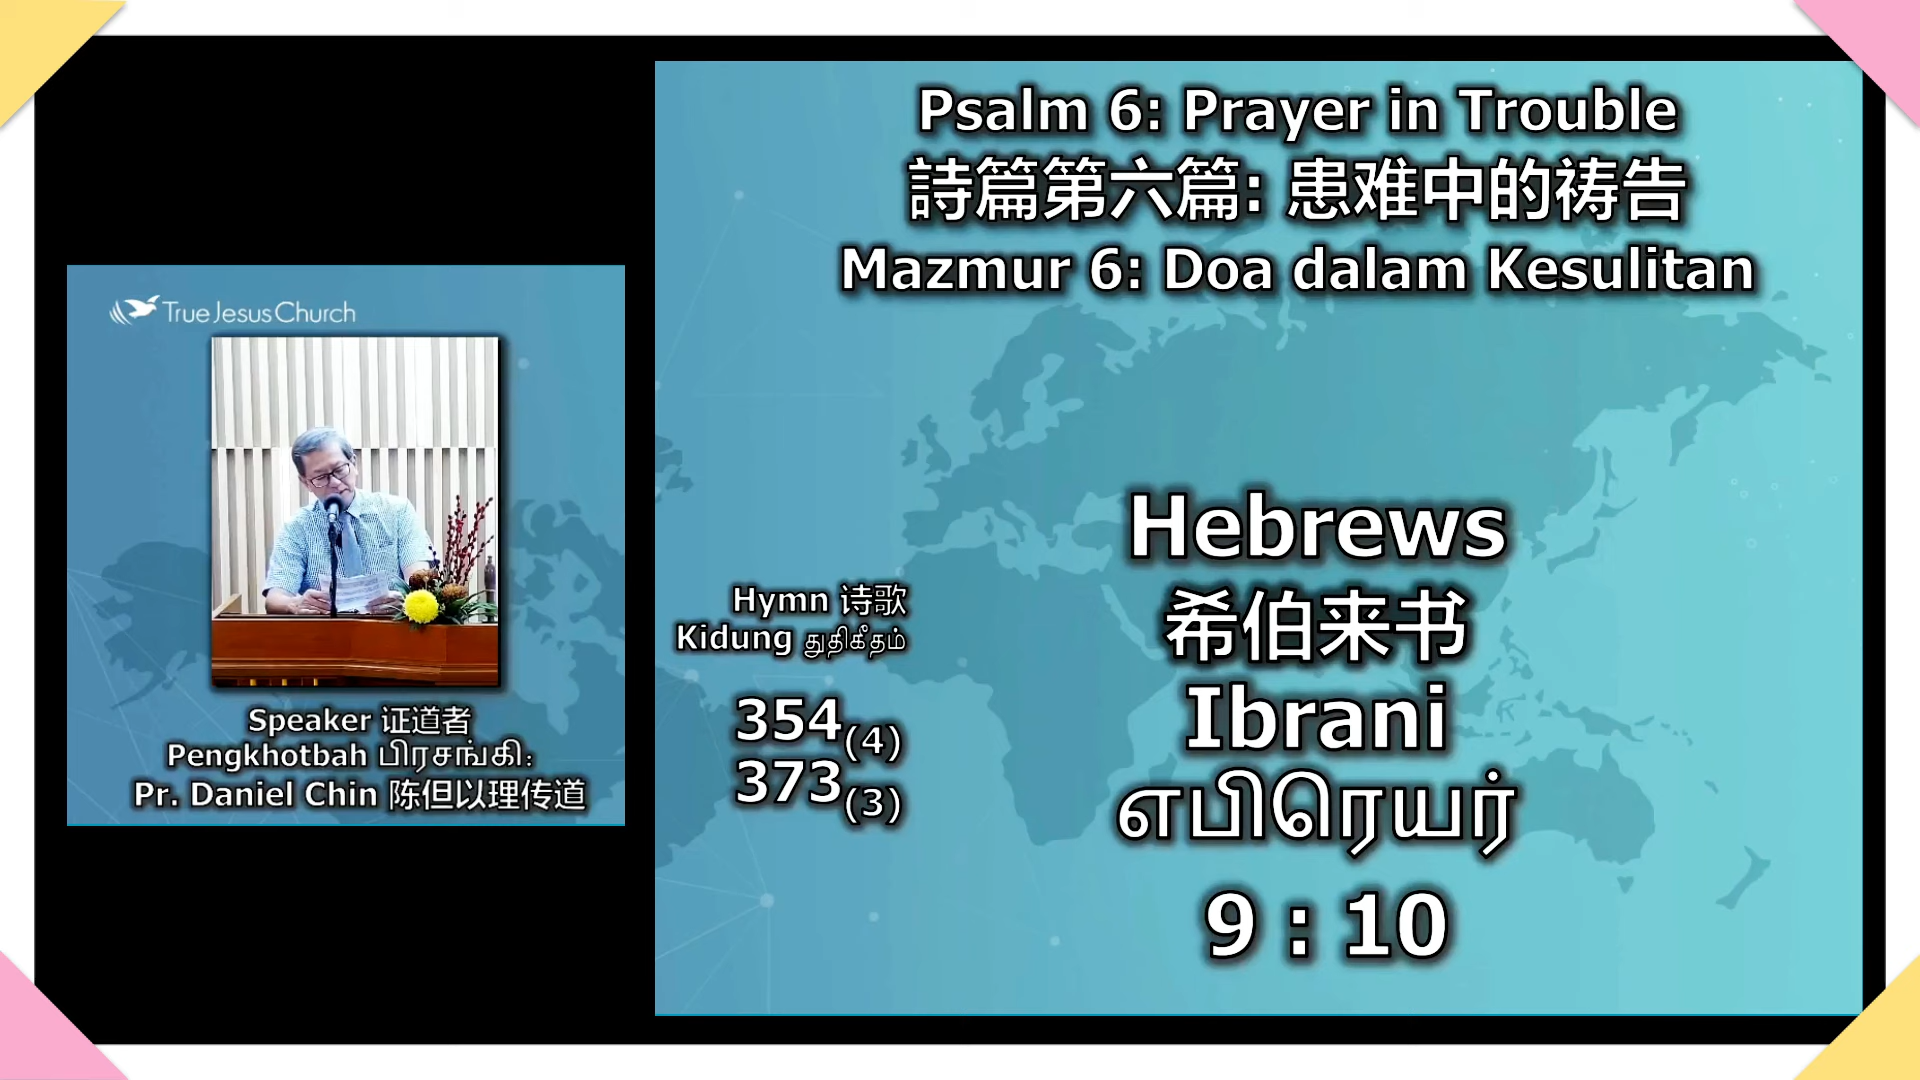 Psalm 6: Prayer in Trouble
詩篇第六篇: 患难中的祷告
Mazmur 6: Doa dalam Kesulitan
True Jesus Church
Speaker 证道者
Pengkhotbah பிரசங்கி:
Pr. Daniel Chin 陈但以理传道
Hymn 诗歌
Kidung துதிகீதம்
354(4)
373(3)
Hebrews
希伯来书
Ibrani
எபிரெயர்
9 : 10